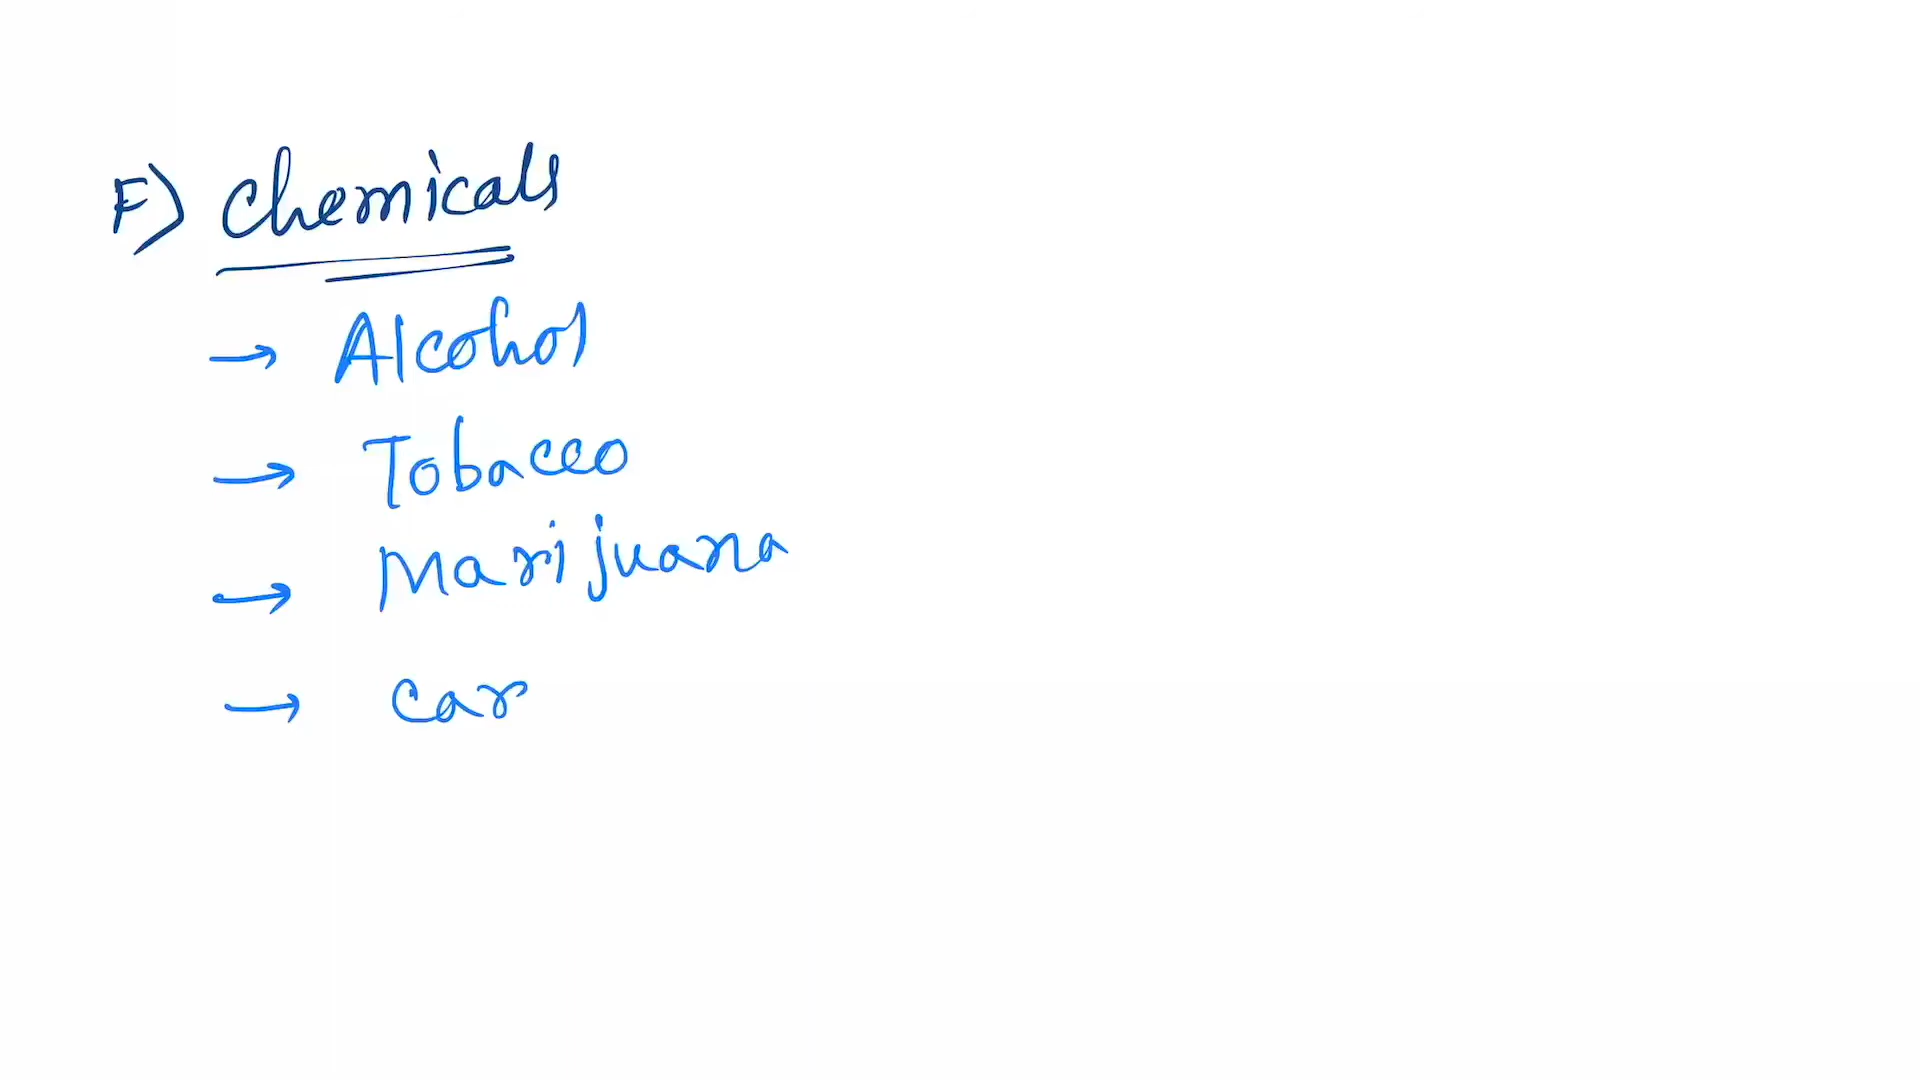 F) Chemicals
→ Alcohol
→ Tobacco
→ Marijuana
→ Car